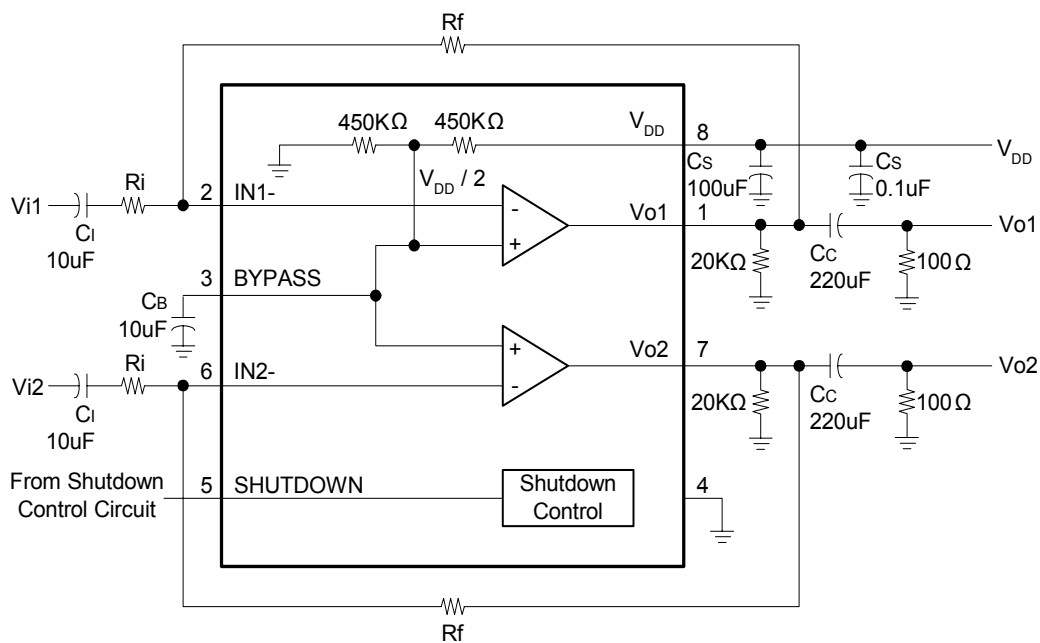 Rf
450KΩ 450KΩ
VDD 8
VDD
VDD / 2
CS
100uF
CS
0.1uF
Ri
Vi1
2 IN1-
-
+
Vo1 1
Vo1
CI
10uF
3 BYPASS
20KΩ
CC
220uF
100Ω
CB
10uF
Ri
Vi2
6 IN2-
+
-
Vo2 7
Vo2
CI
10uF
20KΩ
CC
220uF
100Ω
From Shutdown
Control Circuit
5 SHUTDOWN
Shutdown
Control
4
Rf